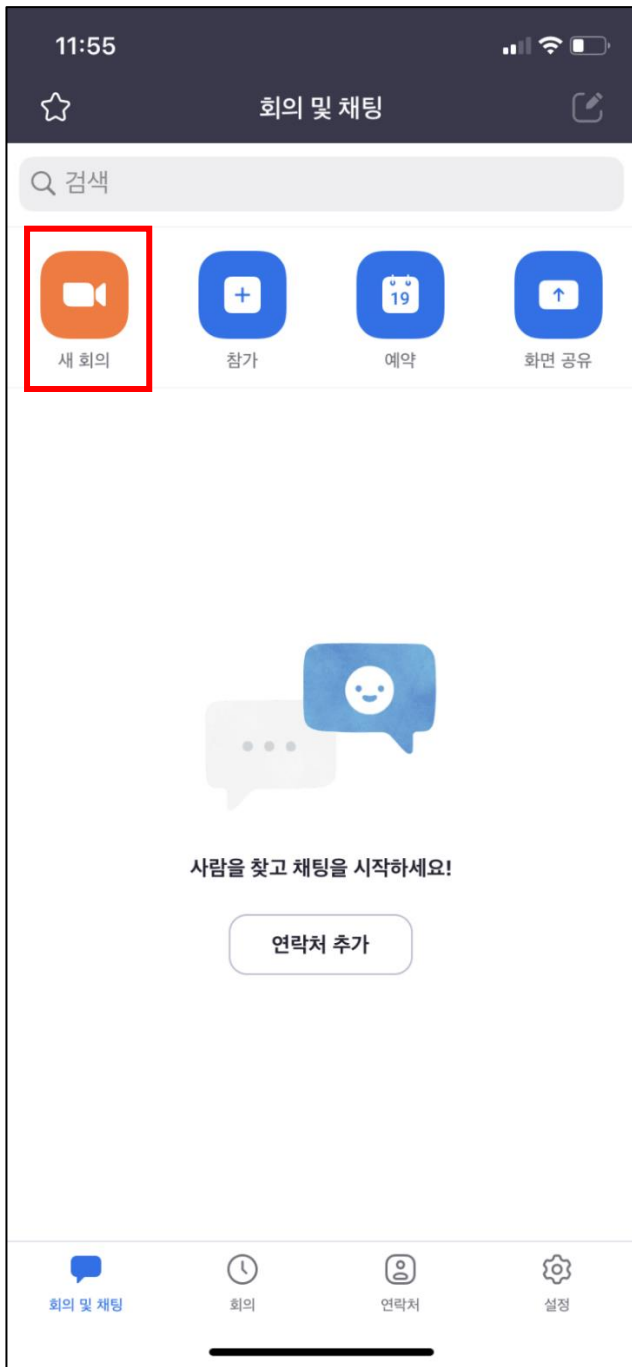 11:55
회의 및 채팅
검색
19
새 회의 참가 예약 화면 공유
사람을 찾고 채팅을 시작하세요!
연락처 추가
회의 및 채팅 회의 연락처 설정